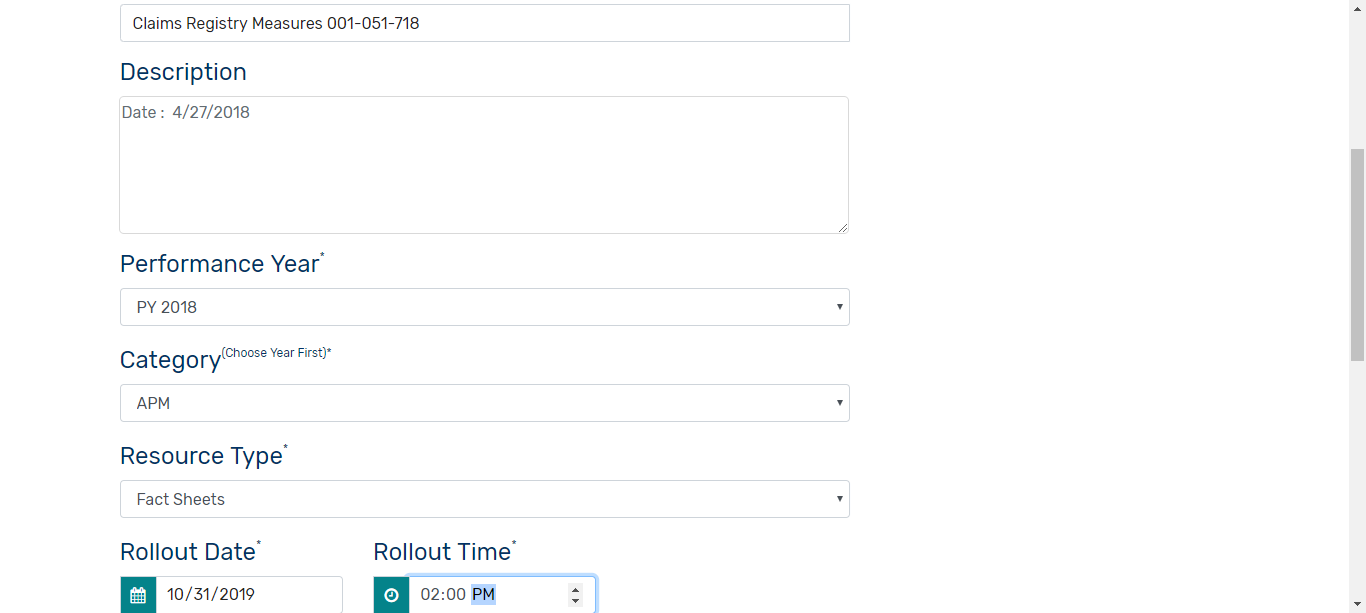 Claims Registry Measures 001-051-718
Description
Date :  4/27/2018
Performance Year*
PY 2018
Category(Choose Year First)*
APM
Resource Type*
Fact Sheets
Rollout Date* Rollout Time*
10/31/2019 02:00 PM